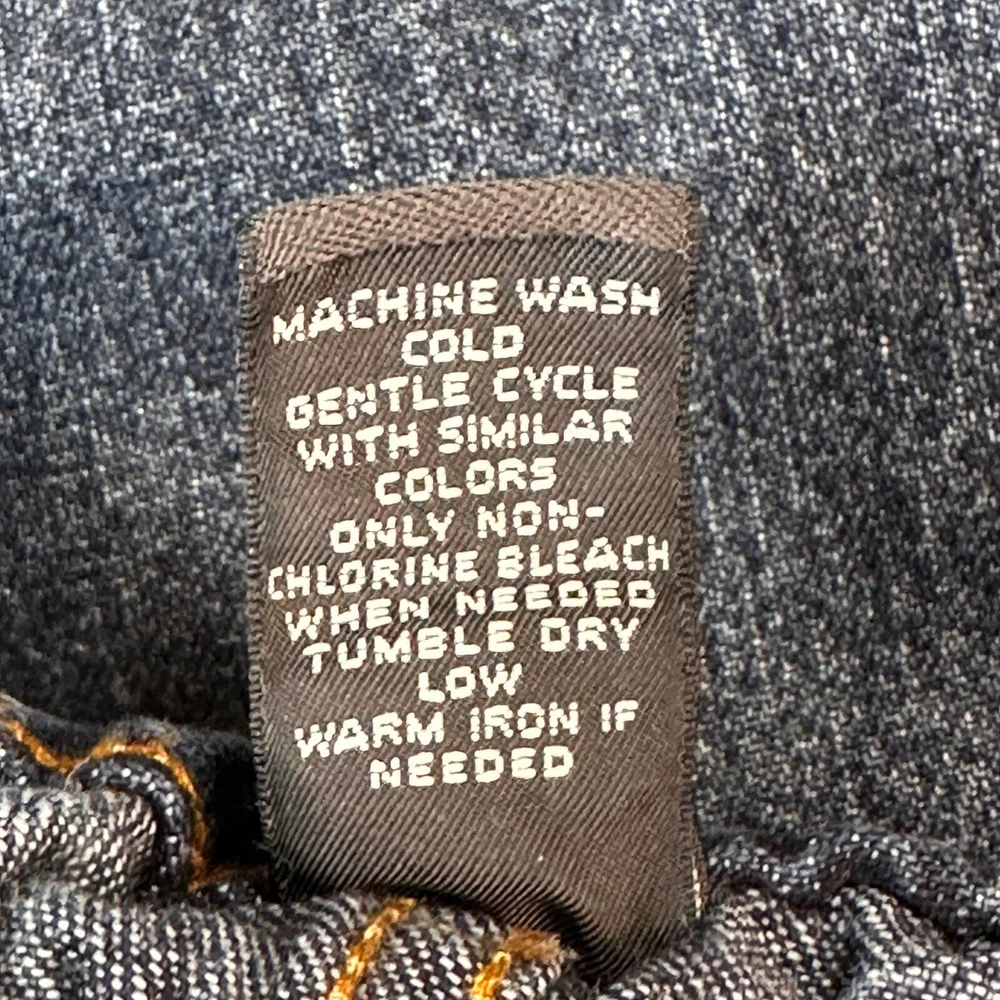 MACHINE WASH
COLD
GENTLE CYCLE
WITH SIMILAR
COLORS
ONLY NON-
CHLORINE BLEACH
WHEN NEEDED
TUMBLE DRY
LOW
WARM IRON IF
NEEDED